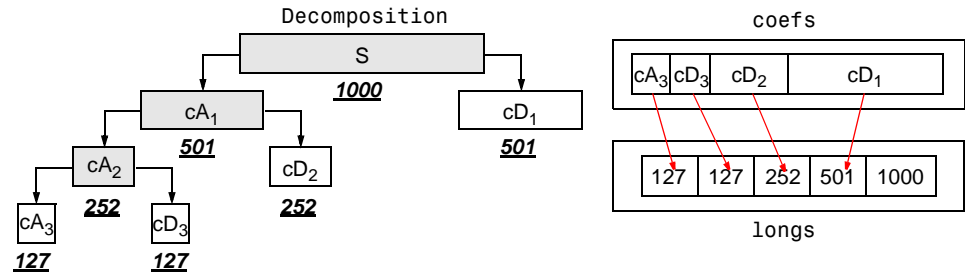 Decomposition
S
1000
cA₁
501
cD₁
501
cA₂
252
cD₂
252
cA₃
127
cD₃
127
coefs
cA₃ cD₃ cD₂ cD₁
127 127 252 501 1000
longs